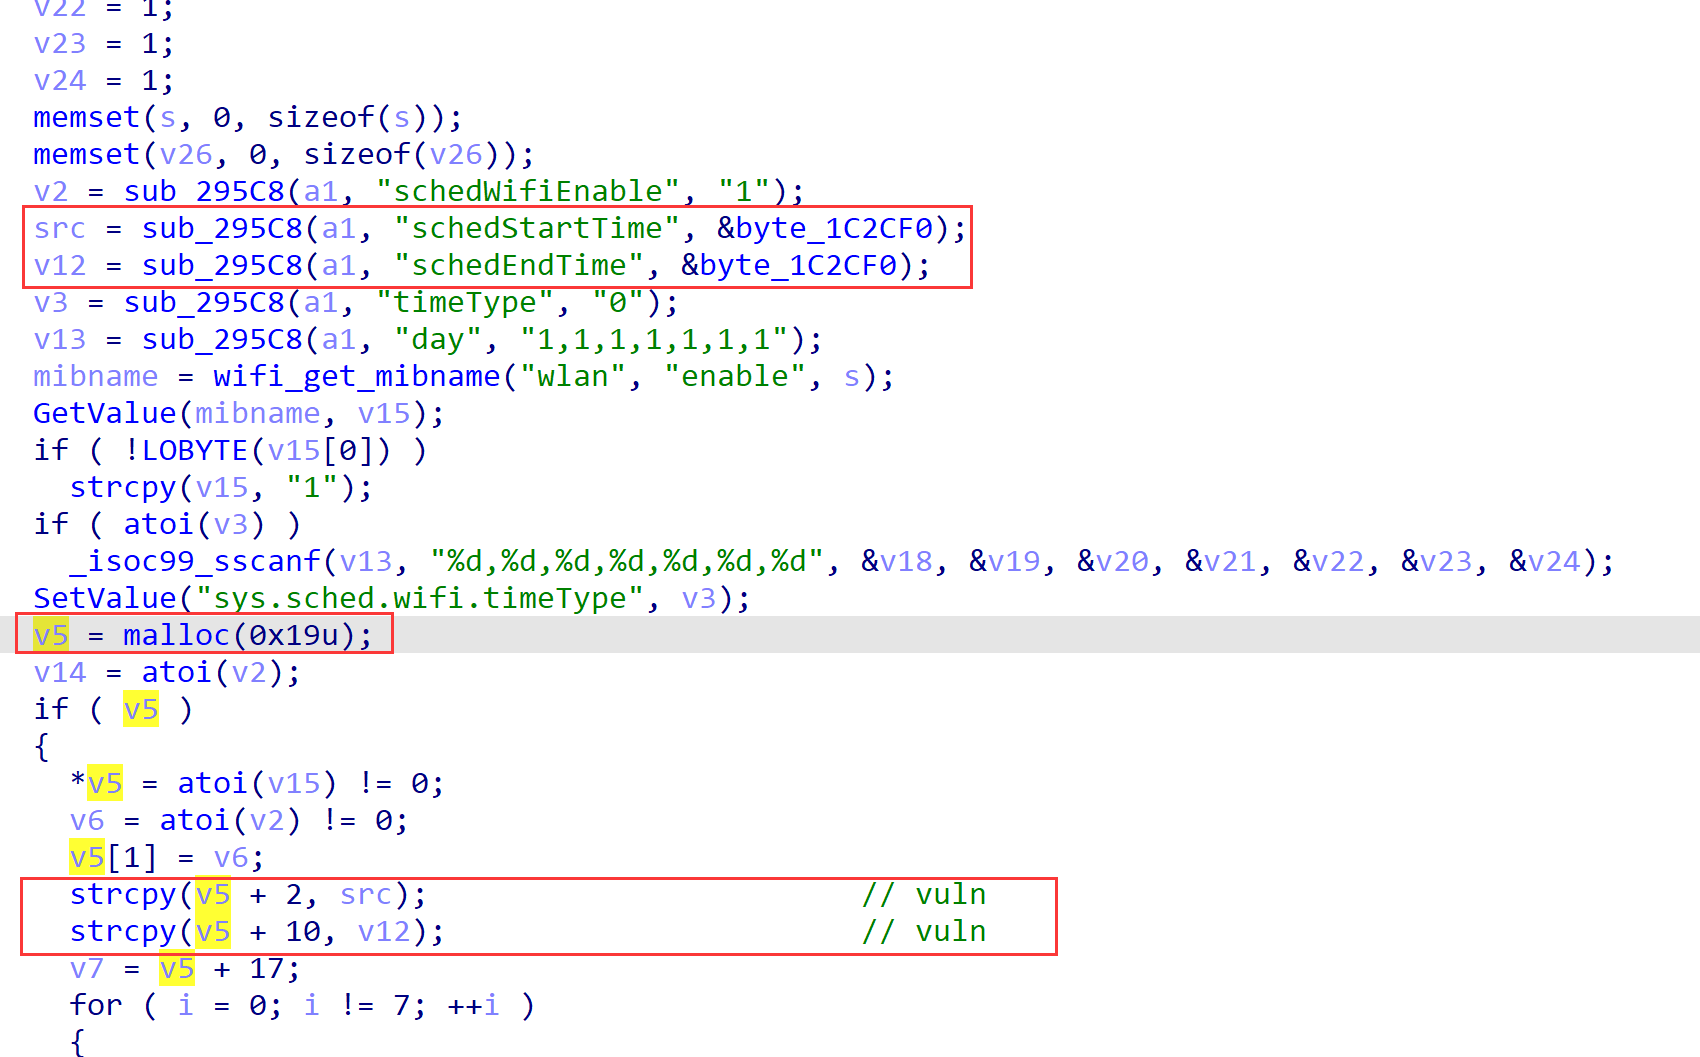 v22 = 1;
v23 = 1;
v24 = 1;
memset(s, 0, sizeof(s));
memset(v26, 0, sizeof(v26));
v2 = sub_295C8(a1, "schedWifiEnable", "1");
src = sub_295C8(a1, "schedStartTime", &byte_1C2CF0);
v12 = sub_295C8(a1, "schedEndTime", &byte_1C2CF0);
v3 = sub_295C8(a1, "timeType", "0");
v13 = sub_295C8(a1, "day", "1,1,1,1,1,1,1");
mibname = wifi_get_mibname("wlan", "enable", s);
GetValue(mibname, v15);
if ( !LOBYTE(v15[0]) )
strcpy(v15, "1");
if ( atoi(v3) )
_isoc99_sscanf(v13, "%d,%d,%d,%d,%d,%d,%d", &v18, &v19, &v20, &v21, &v22, &v23, &v24);
SetValue("sys.sched.wifi.timeType", v3);
v5 = malloc(0x19u);
v14 = atoi(v2);
if ( v5 )
{
*v5 = atoi(v15) != 0;
v6 = atoi(v2) != 0;
v5[1] = v6;
strcpy(v5 + 2, src); // vuln
strcpy(v5 + 10, v12); // vuln
v7 = v5 + 17;
for ( i = 0; i != 7; ++i )
{